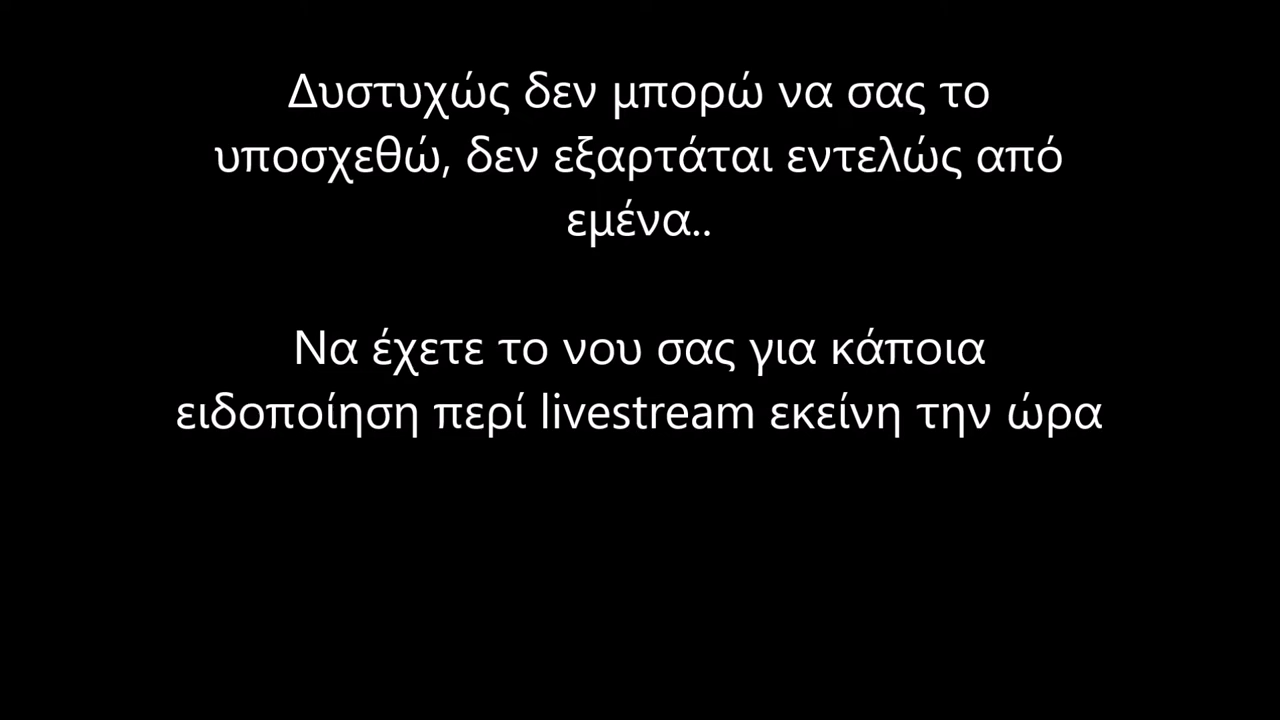 Δυστυχώς δεν μπορώ να σας το
υποσχεθώ, δεν εξαρτάται εντελώς από
εμένα..
Να έχετε το νου σας για κάποια
ειδοποίηση περί livestream εκείνη την ώρα